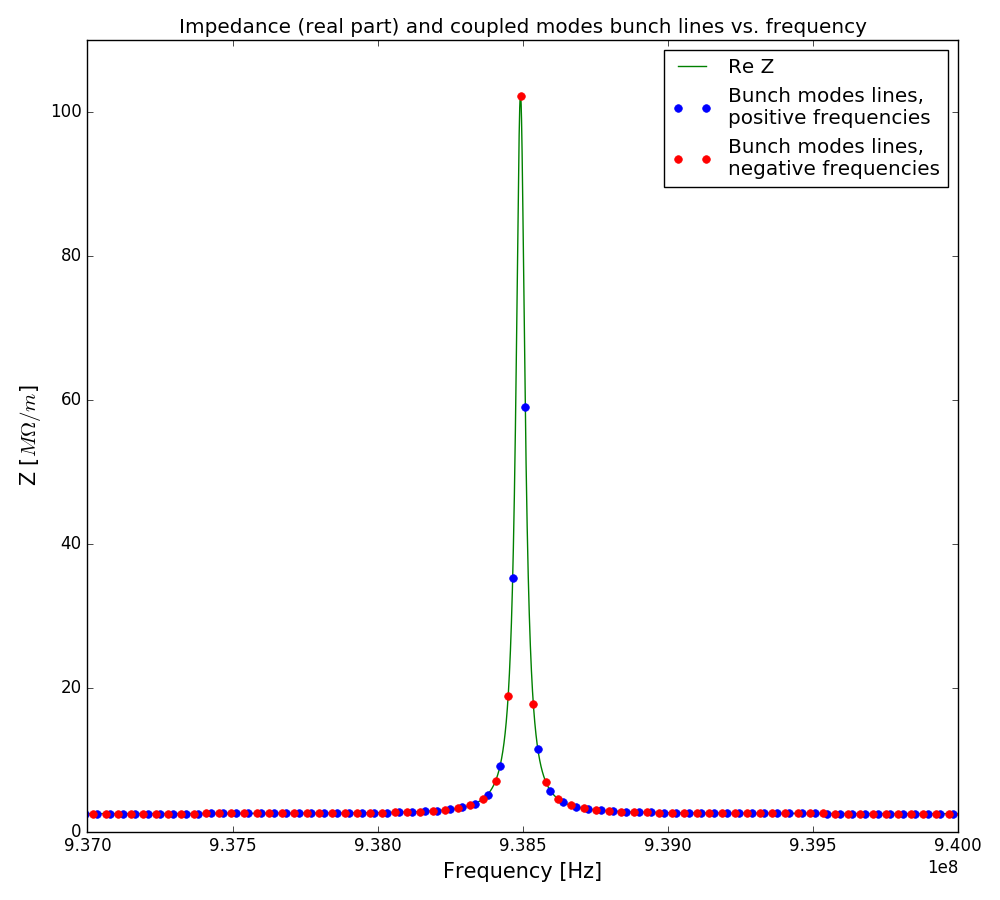 Impedance (real part) and coupled modes bunch lines vs. frequency
Re Z
Bunch modes lines,
positive frequencies
Bunch modes lines,
negative frequencies
100
80
60
40
20
0
Z [MΩ/m]
9.370 9.375 9.380 9.385 9.390 9.395 9.400
1e8
Frequency [Hz]